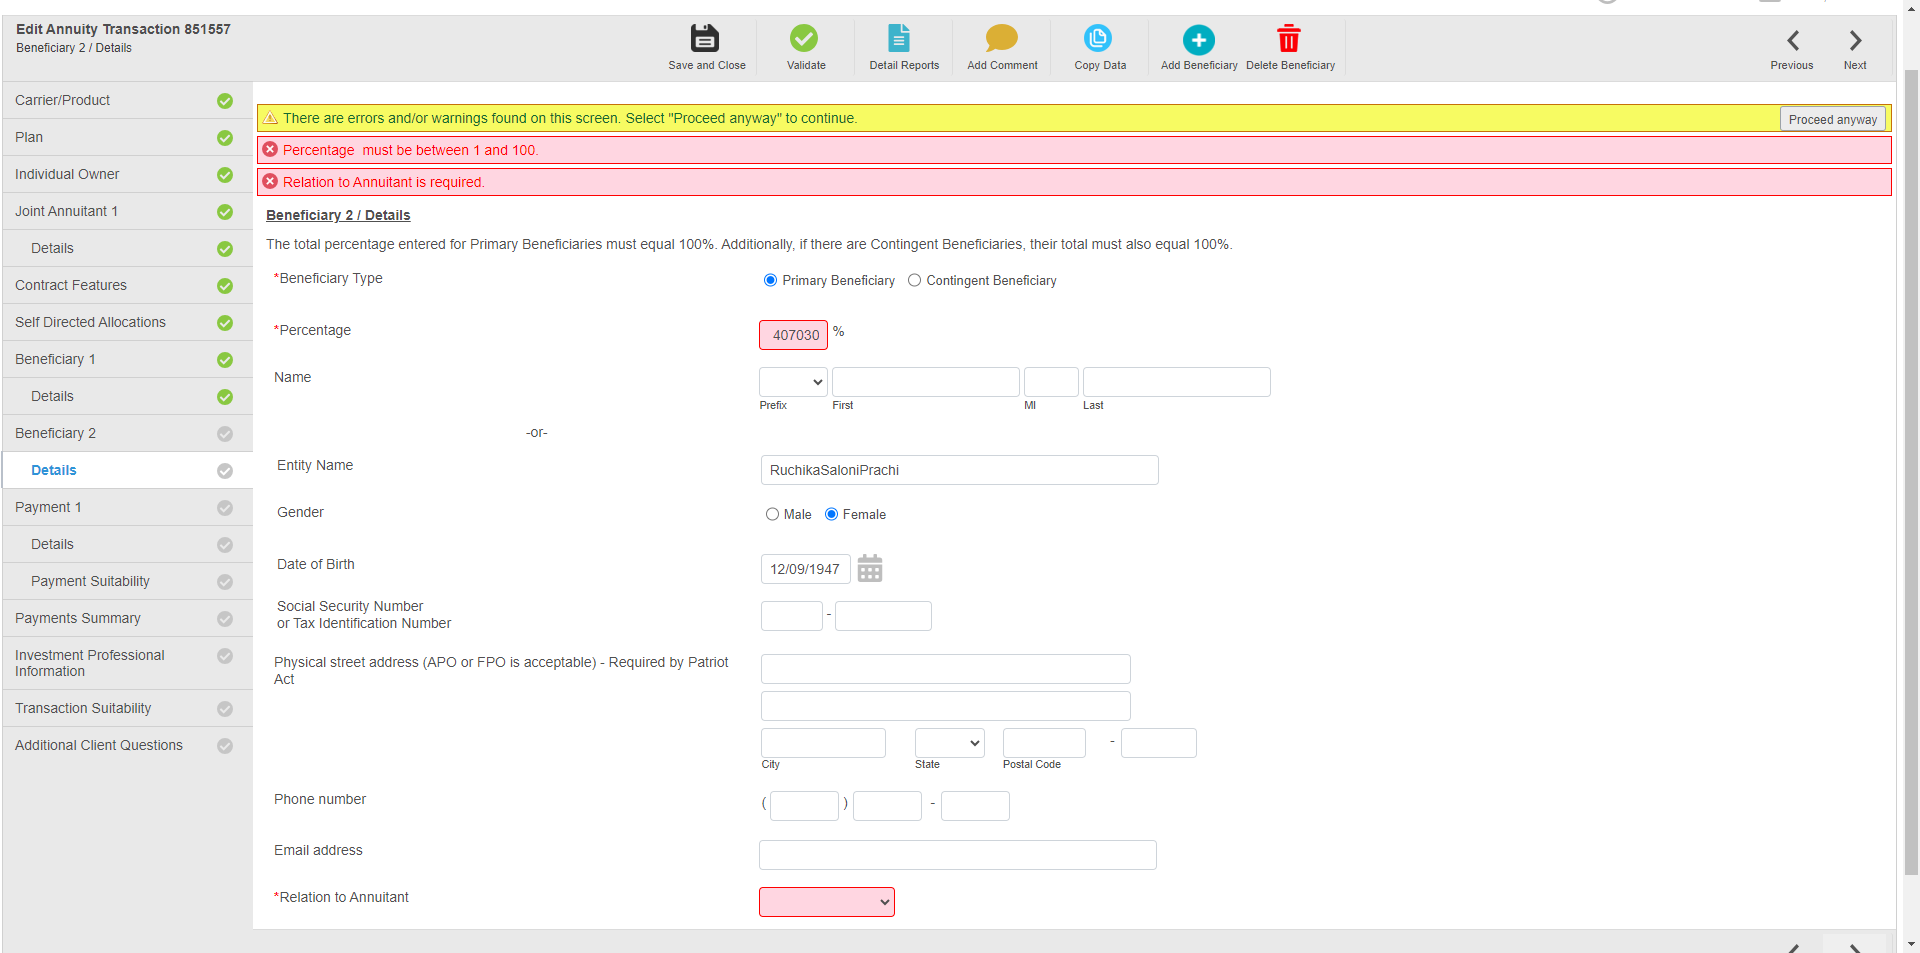 Edit Annuity Transaction 851557
Beneficiary 2 / Details
Save and Close
Validate
Detail Reports
Add Comment
Copy Data
Add Beneficiary
Delete Beneficiary
Previous
Next
Carrier/Product
Plan
Individual Owner
Joint Annuitant 1
Details
Contract Features
Self Directed Allocations
Beneficiary 1
Details
Beneficiary 2
Details
Payment 1
Details
Payment Suitability
Payments Summary
Investment Professional
Information
Transaction Suitability
Additional Client Questions
There are errors and/or warnings found on this screen. Select "Proceed anyway" to continue.
Proceed anyway
Percentage must be between 1 and 100.
Relation to Annuitant is required.
Beneficiary 2 / Details
The total percentage entered for Primary Beneficiaries must equal 100%. Additionally, if there are Contingent Beneficiaries, their total must also equal 100%.
*Beneficiary Type
Primary Beneficiary
Contingent Beneficiary
*Percentage
407030 %
Name
Prefix
First
MI
Last
-or-
Entity Name
RuchikaSaloniPrachi
Gender
Male
Female
Date of Birth
12/09/1947
Social Security Number
or Tax Identification Number
-
Physical street address (APO or FPO is acceptable) - Required by Patriot
Act
-
City
State
Postal Code
Phone number
( ) -
Email address
*Relation to Annuitant